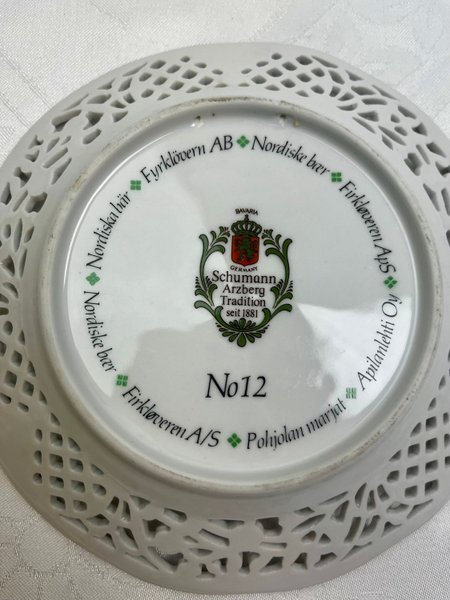 Nordiska bär
Fyrklövern AB
Nordiske bær
Firkløveren ApS
Apilanlehti Oy
Pohjolan marjat
Firkløveren A/S
Nordiske bær
BAVARIA
GERMANY
Schumann
Arzberg
Tradition
seit 1881
No12